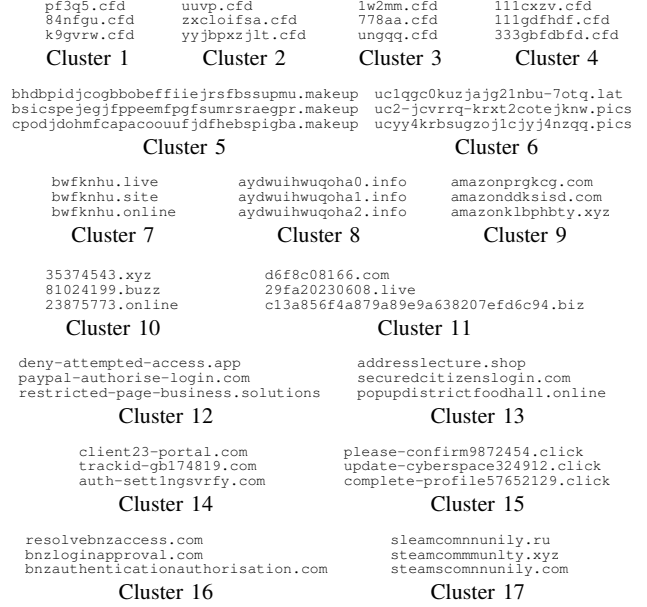 pf3q5.cfd
84nfgu.cfd
k9gvrw.cfd
Cluster 1
uuvp.cfd
zxcloifsa.cfd
yyjbpxzjlt.cfd
Cluster 2
1w2mm.cfd
778aa.cfd
ungqq.cfd
Cluster 3
111cxzv.cfd
111gdfhdf.cfd
333gbfdbfd.cfd
Cluster 4
bhdbpidjcogbbobeffiiejrsfbssupmu.makeup
bsicspejegjfppeemfpgfsumrsraegpr.makeup
cpodjdohmfcapacoouufjdfhebspigba.makeup
Cluster 5
uc1qgc0kuzjajg21nbu-7otq.lat
uc2-jcvrrq-krxt2cotejknw.pics
ucyy4krbsugzoj1cjyj4nzqq.pics
Cluster 6
bwfknhu.live
bwfknhu.site
bwfknhu.online
Cluster 7
aydwuihwuqoha0.info
aydwuihwuqoha1.info
aydwuihwuqoha2.info
Cluster 8
amazonprgkcg.com
amazonddksisd.com
amazonklbphbty.xyz
Cluster 9
35374543.xyz
81024199.buzz
23875773.online
Cluster 10
d6f8c08166.com
29fa20230608.live
c13a856f4a879a89e9a638207efd6c94.biz
Cluster 11
deny-attempted-access.app
paypal-authorise-login.com
restricted-page-business.solutions
Cluster 12
addresslecture.shop
securedcitizenslogin.com
popupdistrictfoodhall.online
Cluster 13
client23-portal.com
trackid-gb174819.com
auth-sett1ngsvrfy.com
Cluster 14
please-confirm9872454.click
update-cyberspace324912.click
complete-profile57652129.click
Cluster 15
resolvebnzaccess.com
bnzloginapproval.com
bnzauthenticationauthorisation.com
Cluster 16
sleamcomnnunily.ru
steamcommmunlty.xyz
steamscomnnunily.com
Cluster 17